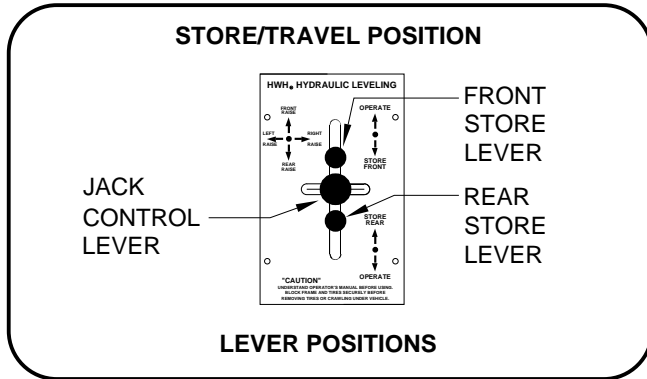 STORE/TRAVEL POSITION
HWH® HYDRAULIC LEVELING
FRONT
RAISE
LEFT
RAISE
RIGHT
RAISE
REAR
RAISE
OPERATE
STORE
FRONT
FRONT
STORE
LEVER
JACK
CONTROL
LEVER
STORE
REAR
OPERATE
REAR
STORE
LEVER
"CAUTION"
UNDERSTAND OPERATOR'S MANUAL BEFORE USING.
BLOCK FRAME AND TIRES SECURELY BEFORE
REMOVING TIRES OR CRAWLING UNDER VEHICLE.
LEVER POSITIONS